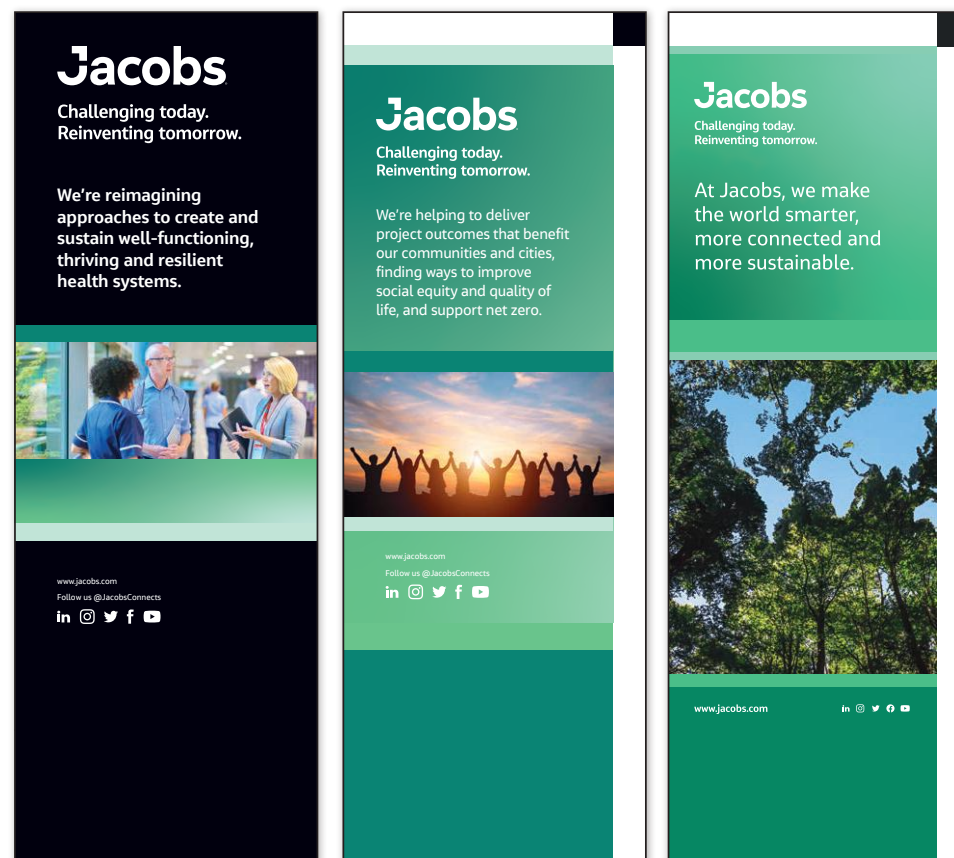 Jacobs
Challenging today.
Reinventing tomorrow.
We're reimagining
approaches to create and
sustain well-functioning,
thriving and resilient
health systems.
www.jacobs.com
Follow us @JacobsConnects
Jacobs
Challenging today.
Reinventing tomorrow.
We're helping to deliver
project outcomes that benefit
our communities and cities,
finding ways to improve
social equity and quality of
life, and support net zero.
www.jacobs.com
Follow us @JacobsConnects
Jacobs
Challenging today.
Reinventing tomorrow.
At Jacobs, we make
the world smarter,
more connected and
more sustainable.
www.jacobs.com